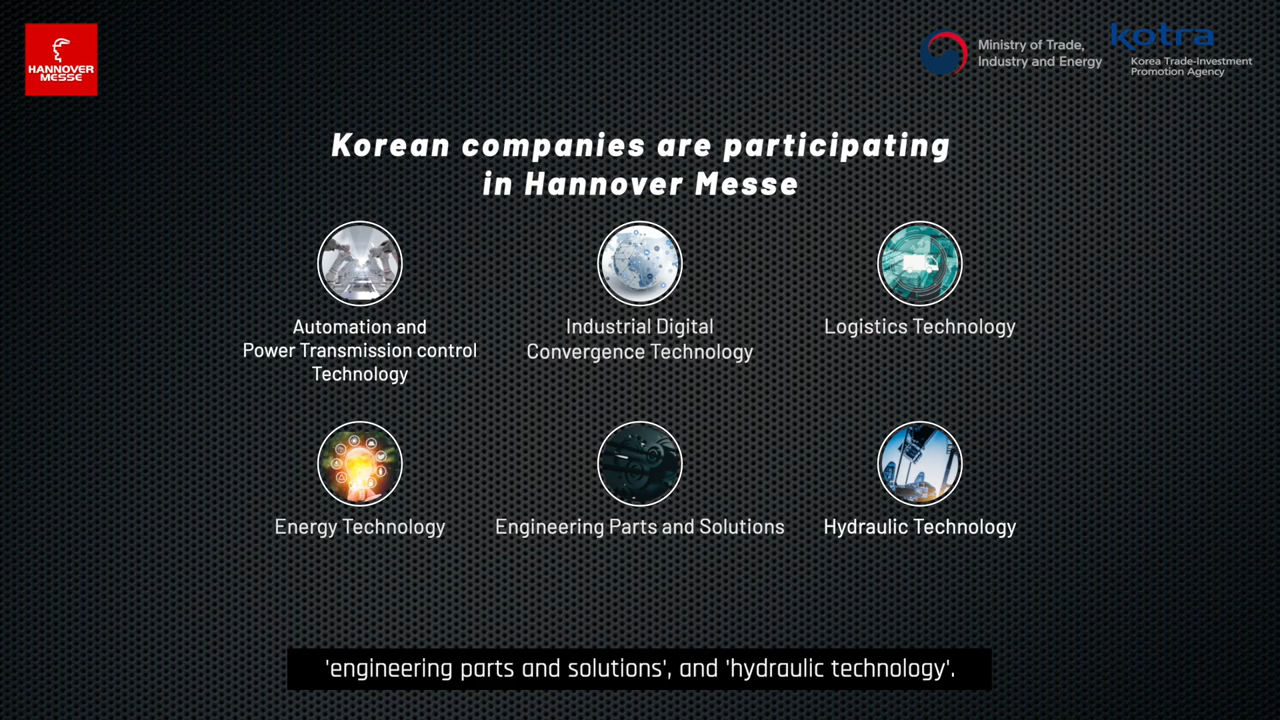 HANNOVER
MESSE
Ministry of Trade,
Industry and Energy
kotra
Korea Trade-Investment
Promotion Agency
Korean companies are participating
in Hannover Messe
Automation and
Power Transmission control
Technology
Industrial Digital
Convergence Technology
Logistics Technology
Energy Technology
Engineering Parts and Solutions
Hydraulic Technology
'engineering parts and solutions', and 'hydraulic technology'.